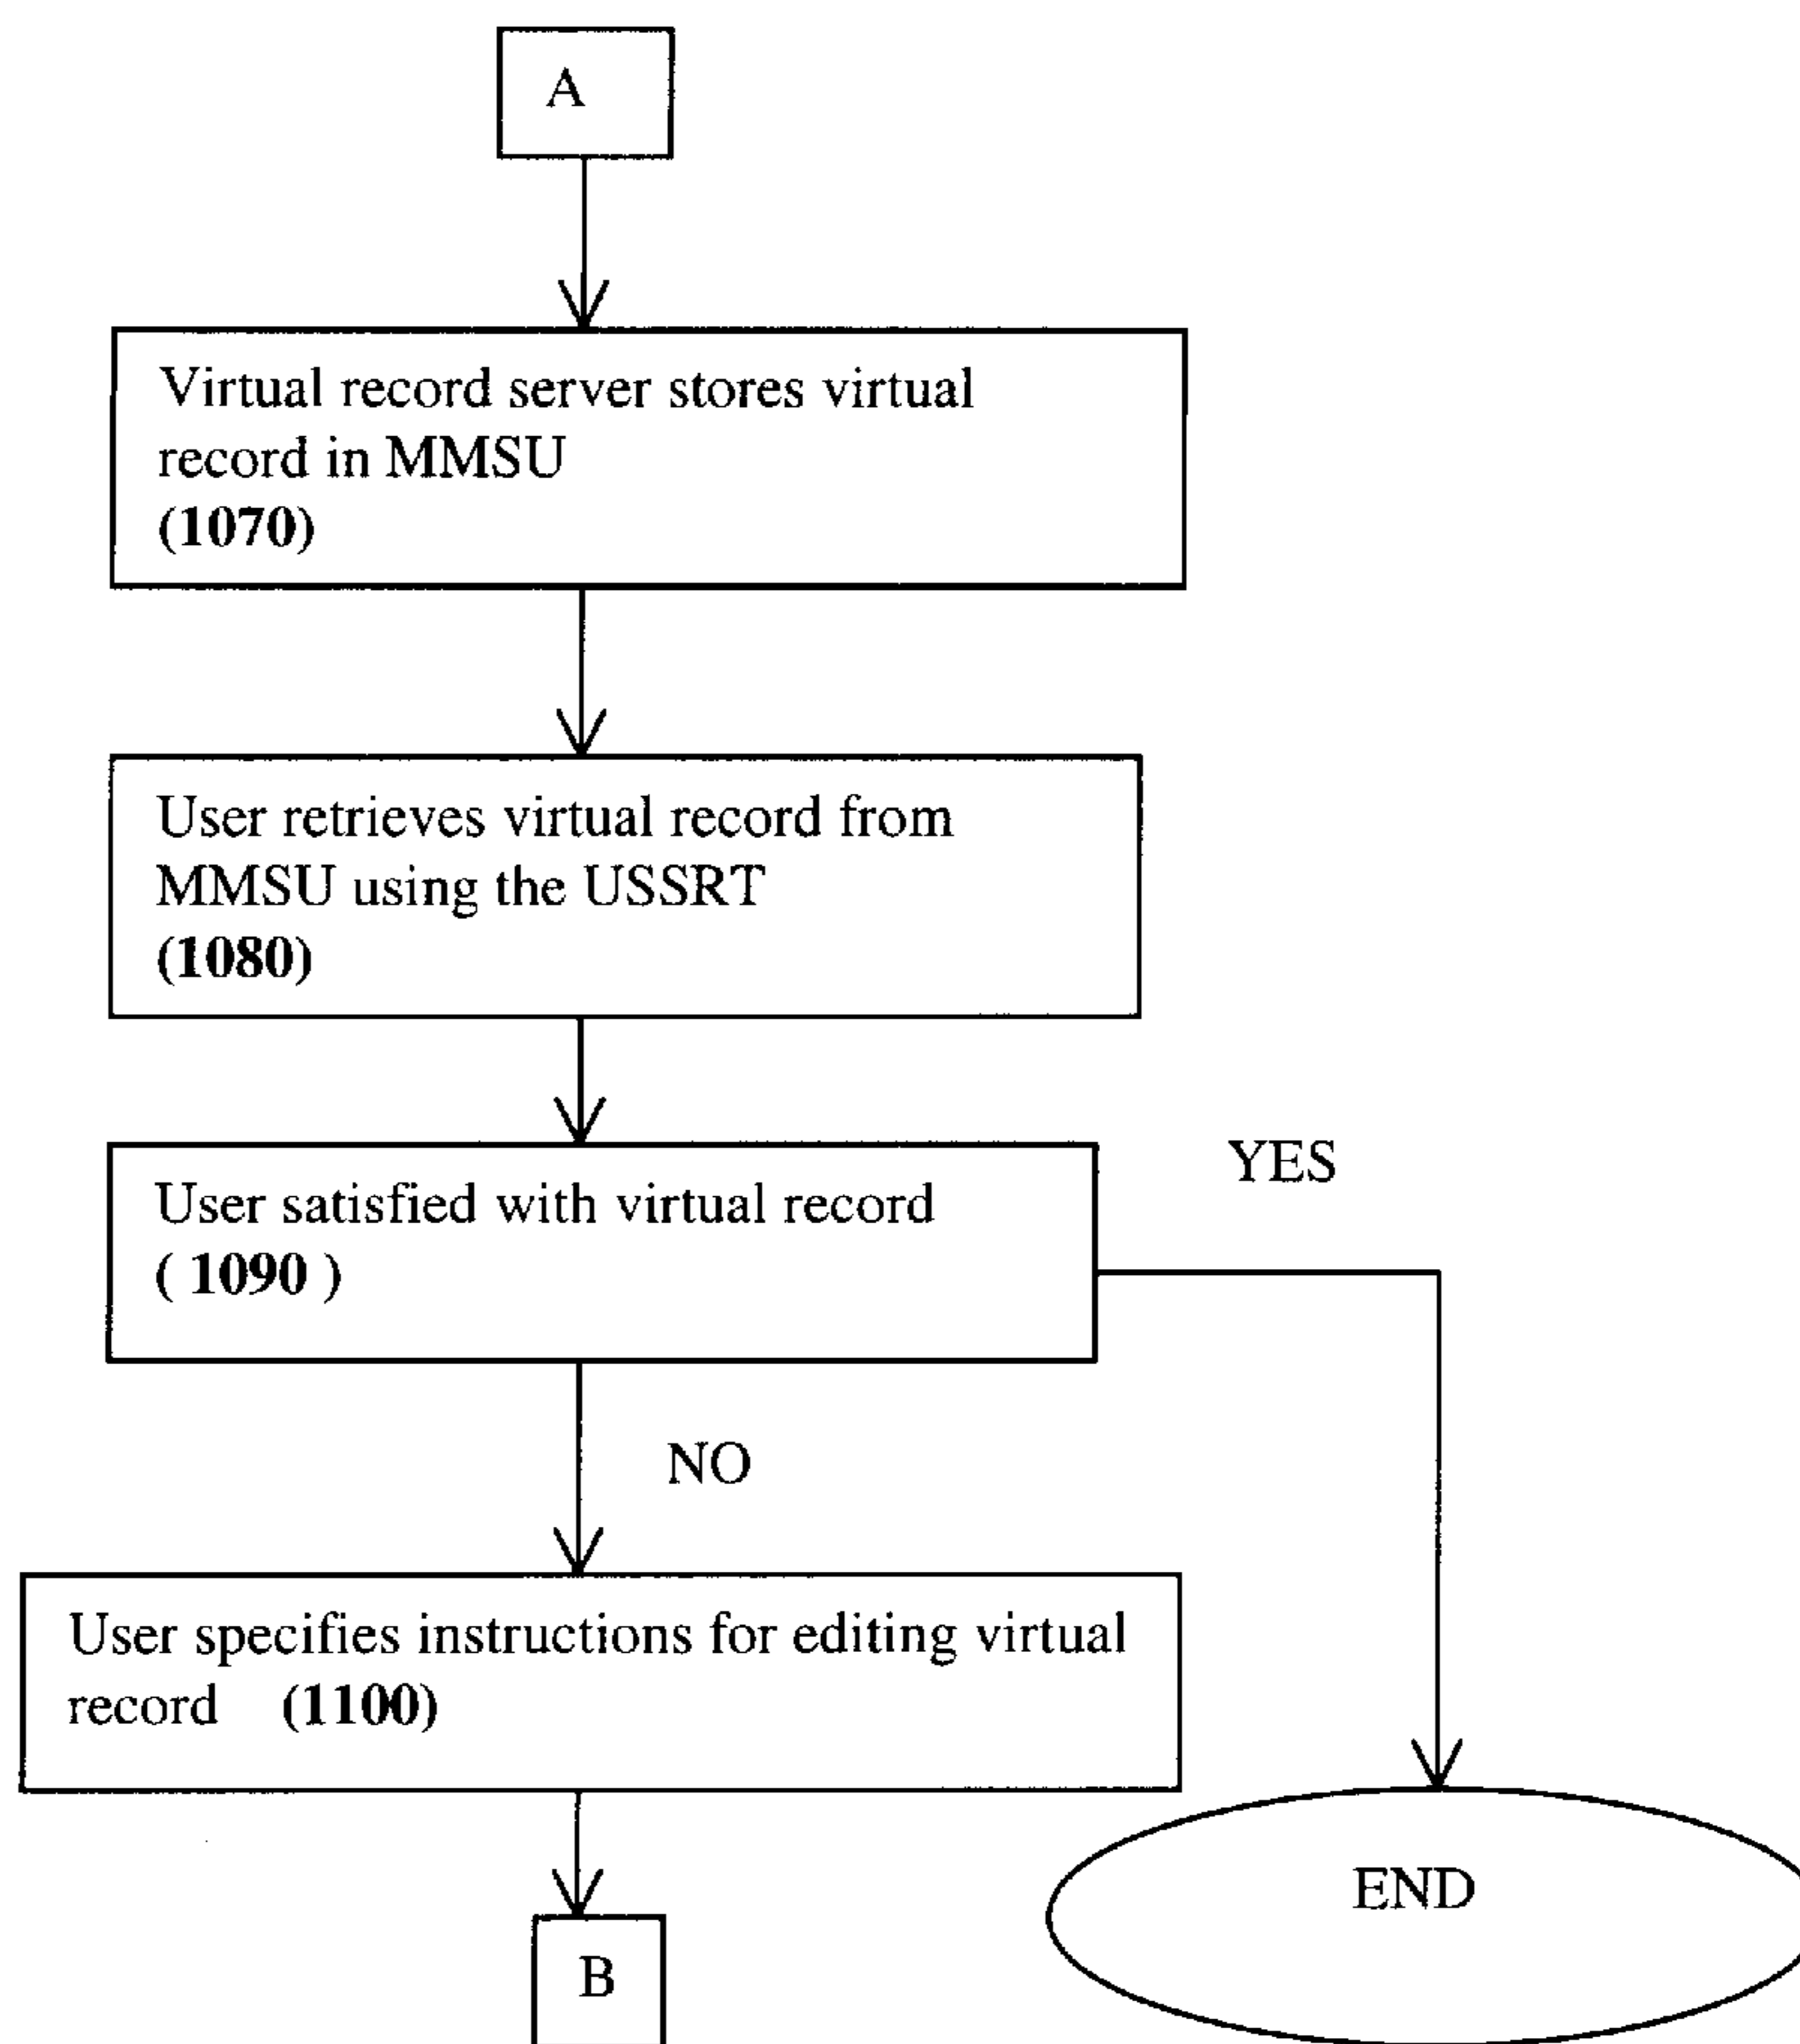 A
Virtual record server stores virtual
record in MMSU
(1070)
User retrieves virtual record from
MMSU using the USSRT
(1080)
User satisfied with virtual record
( 1090 )
YES
NO
User specifies instructions for editing virtual
record (1100)
END
B